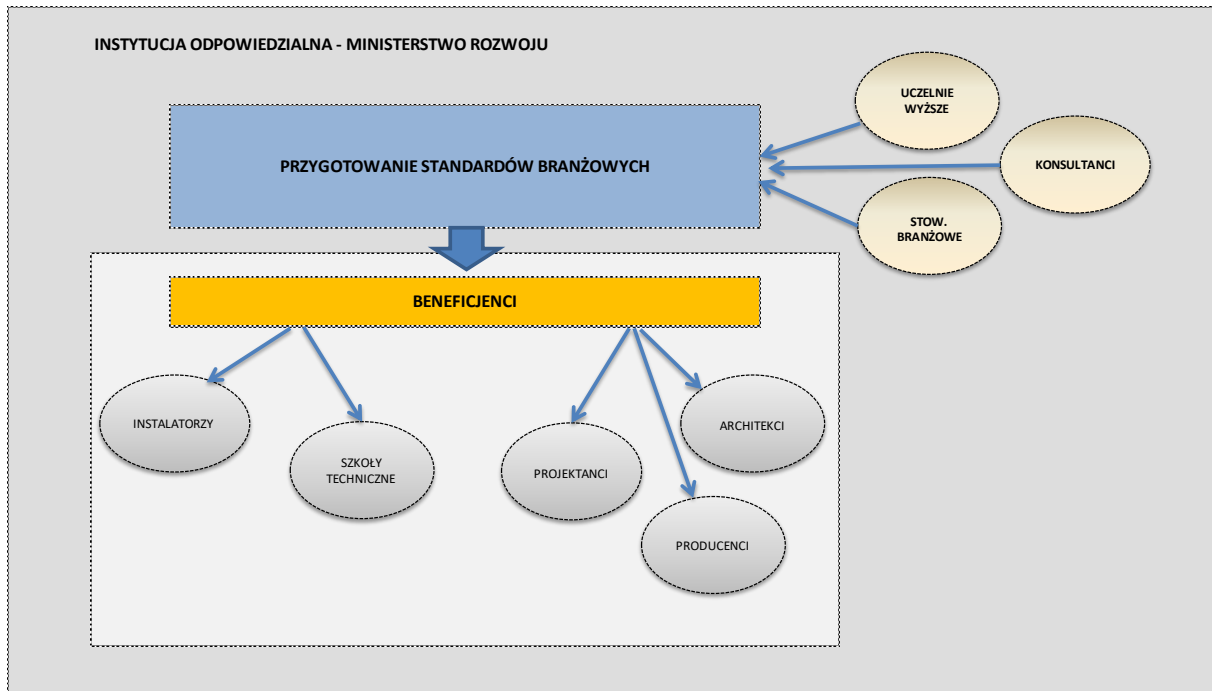 INSTYTUCJA ODPOWIEDZIALNA - MINISTERSTWO ROZWOJU
UCZELNIE
WYŻSZE
PRZYGOTOWANIE STANDARDÓW BRANŻOWYCH
KONSULTANCI
STOW.
BRANŻOWE
BENEFICJENCI
INSTALATORZY
SZKOŁY
TECHNICZNE
PROJEKTANCI
ARCHITEKCI
PRODUCENCI